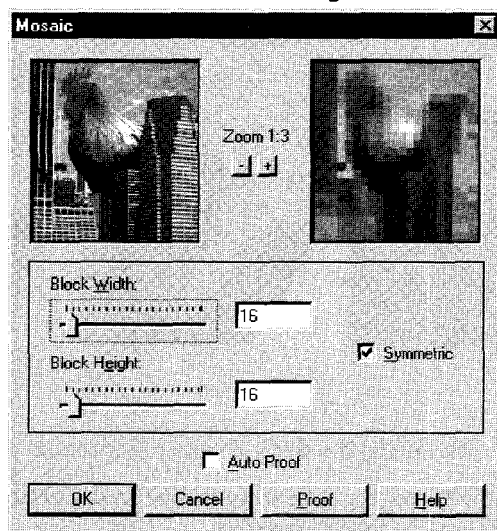 Mosaic
Zoom 1:3
- +
Block Width:
16
Symmetric
Block Height:
16
Auto Proof
OK Cancel Proof Help